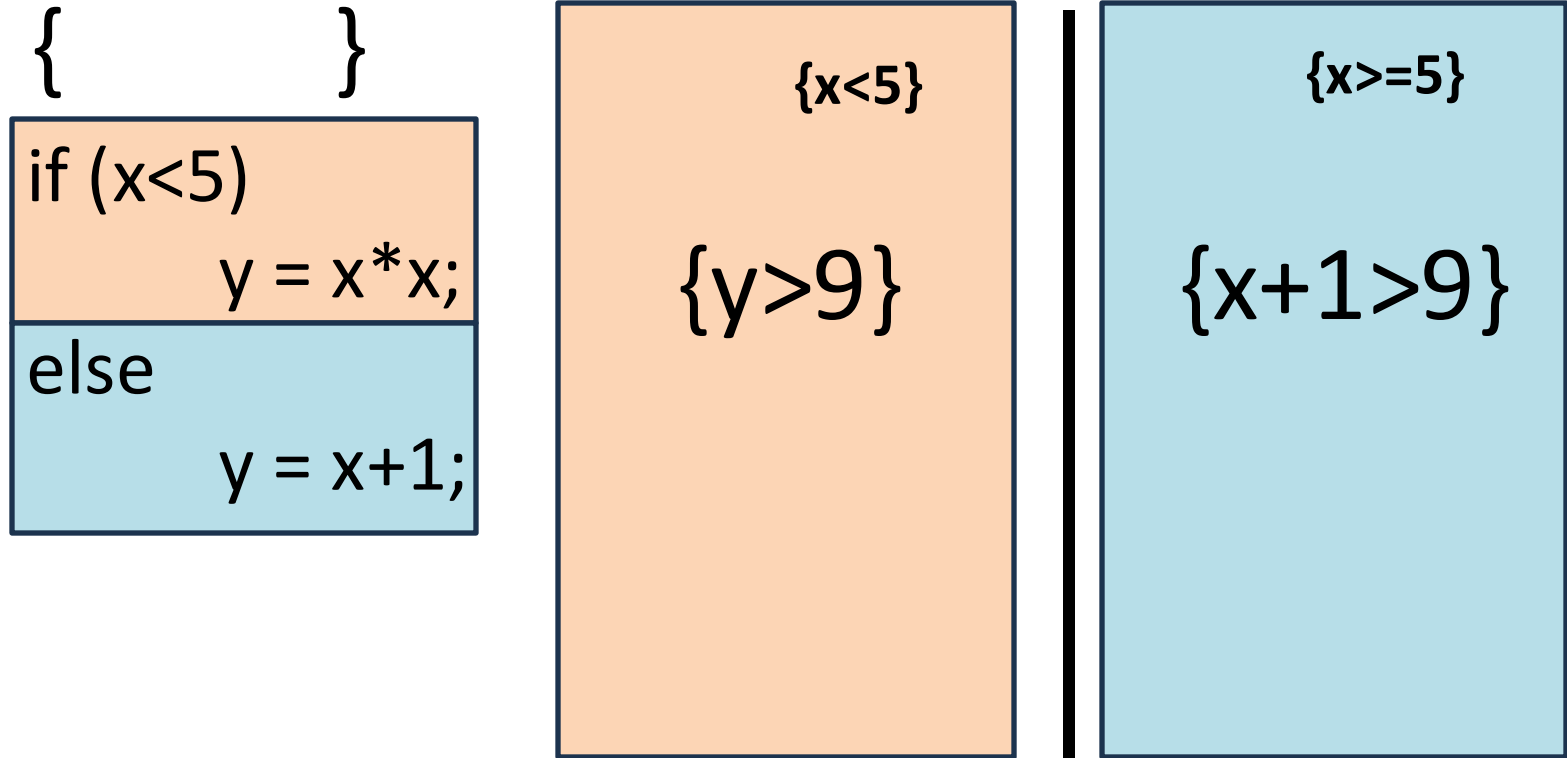 { }
if (x<5)
y = x*x;
else
y = x+1;
{x<5}
{y>9}
{x>=5}
{x+1>9}